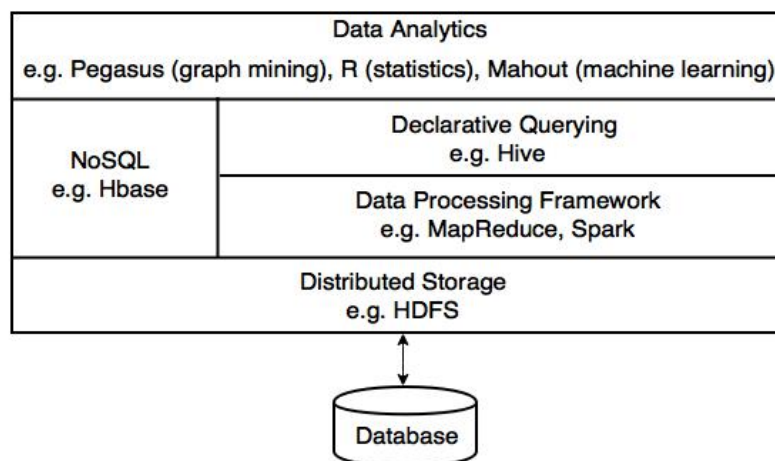 Data Analytics
e.g. Pegasus (graph mining), R (statistics), Mahout (machine learning)
NoSQL
e.g. Hbase
Declarative Querying
e.g. Hive
Data Processing Framework
e.g. MapReduce, Spark
Distributed Storage
e.g. HDFS
Database